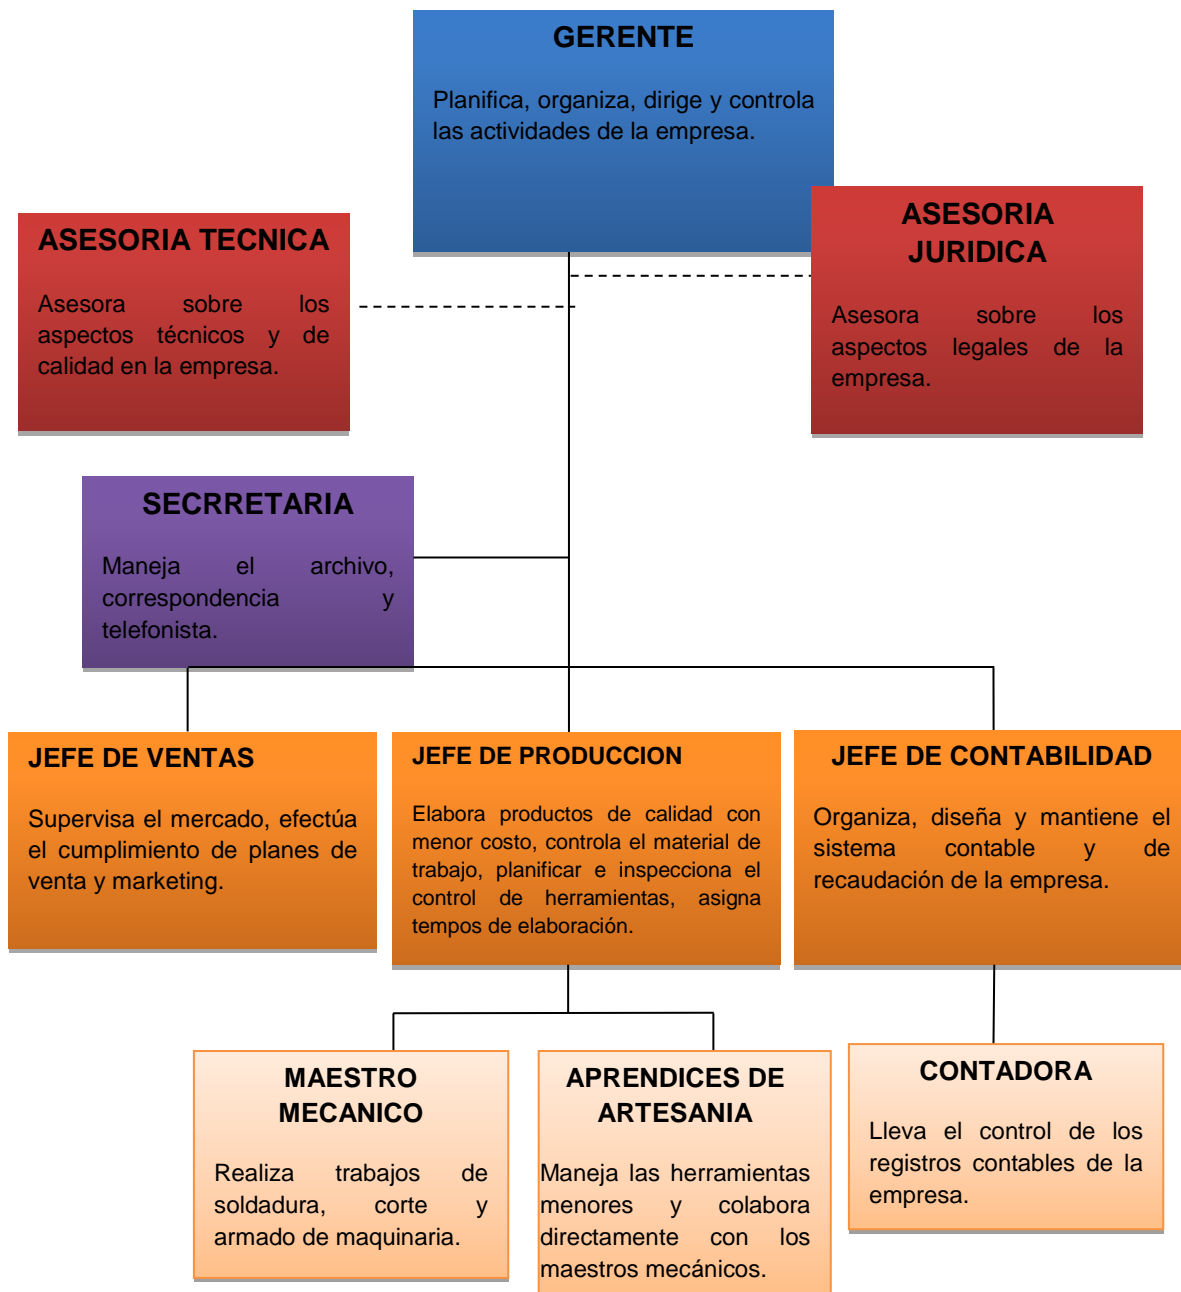 GERENTE
Planifica, organiza, dirige y controla
las actividades de la empresa.
ASESORIA TECNICA
Asesora sobre los
aspectos técnicos y de
calidad en la empresa.
ASESORIA
JURIDICA
Asesora sobre los
aspectos legales de la
empresa.
SECRRETARIA
Maneja el archivo,
correspondencia y
telefonista.
JEFE DE VENTAS
Supervisa el mercado, efectúa
el cumplimiento de planes de
venta y marketing.
JEFE DE PRODUCCION
Elabora productos de calidad con
menor costo, controla el material de
trabajo, planificar e inspecciona el
control de herramientas, asigna
tempos de elaboración.
JEFE DE CONTABILIDAD
Organiza, diseña y mantiene el
sistema contable y de
recaudación de la empresa.
MAESTRO
MECANICO
Realiza trabajos de
soldadura, corte y
armado de maquinaria.
APRENDICES DE
ARTESANIA
Maneja las herramientas
menores y colabora
directamente con los
maestros mecánicos.
CONTADORA
Lleva el control de los
registros contables de la
empresa.